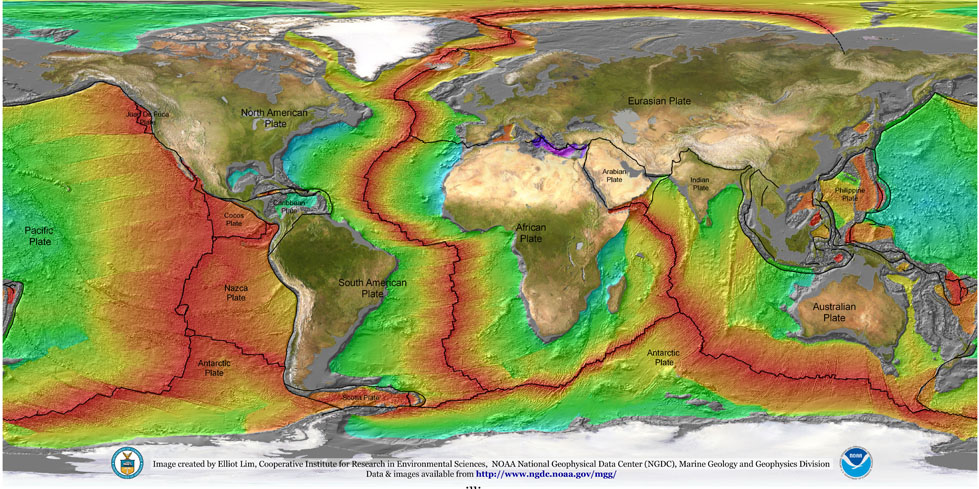 Juan De Fuca
Plate
North American
Plate
Eurasian Plate
Arabian
Plate
Indian
Plate
Philippine
Plate
Caribbean
Plate
Cocos
Plate
Pacific
Plate
African
Plate
South American
Plate
Nazca
Plate
Australian
Plate
Antarctic
Plate
Antarctic
Plate
Scotia Plate
Image created by Elliot Lim, Cooperative Institute for Research in Environmental Sciences, NOAA National Geophysical Data Center (NGDC), Marine Geology and Geophysics Division
Data & images available from http://www.ngdc.noaa.gov/mgg/
noaa